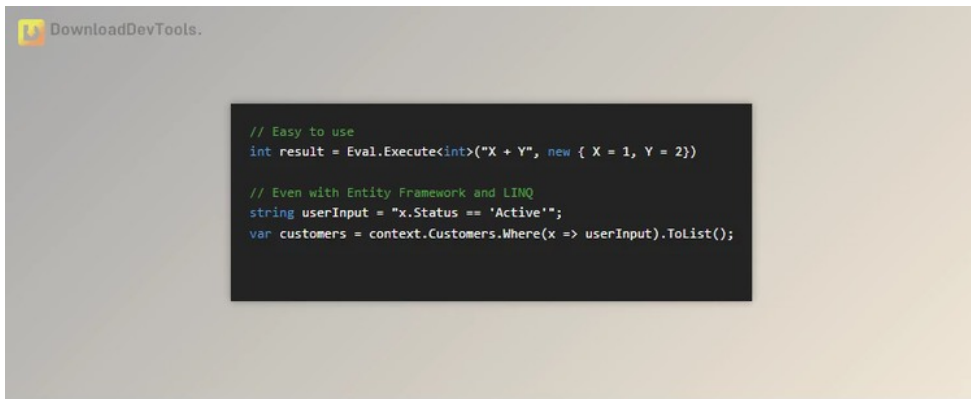 DownloadDevTools.
// Easy to use
int result = Eval.Execute<int>("X + Y", new { X = 1, Y = 2})
// Even with Entity Framework and LINQ
string userInput = "x.Status == 'Active'";
var customers = context.Customers.Where(x => userInput).ToList();